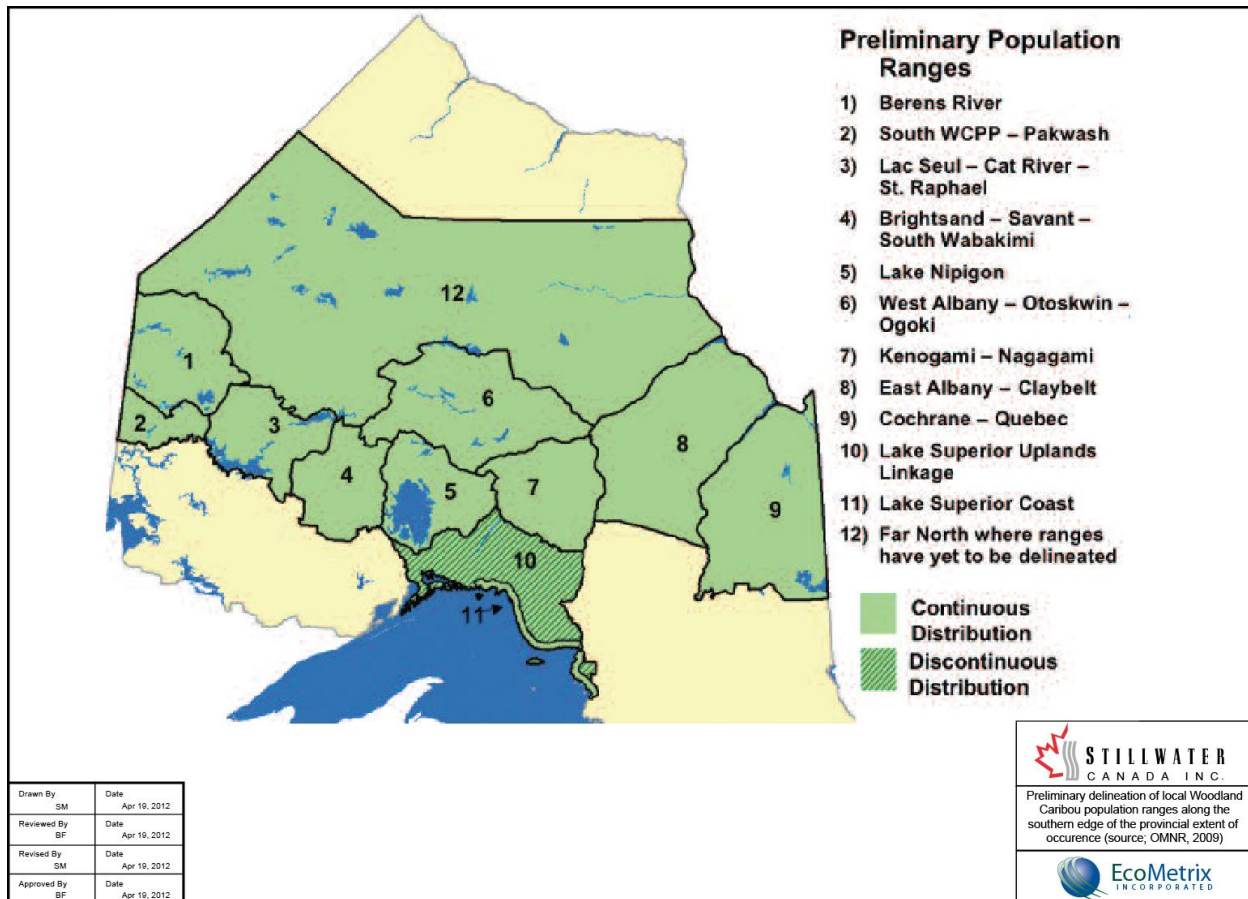 Preliminary Population
Ranges
1) Berens River
2) South WCPP – Pakwash
3) Lac Seul – Cat River –
St. Raphael
4) Brightsand – Savant –
South Wabakimi
5) Lake Nipigon
6) West Albany – Otoskwin –
Ogoki
7) Kenogami – Nagagami
8) East Albany – Claybelt
9) Cochrane – Quebec
10) Lake Superior Uplands
Linkage
11) Lake Superior Coast
12) Far North where ranges
have yet to be delineated
Continuous
Distribution
Discontinuous
Distribution
12
1
6
2
3
8
4
5
7
9
10
11
Drawn By
SM
Date
Apr 19, 2012
Reviewed By
BF
Date
Apr 19, 2012
Revised By
SM
Date
Apr 19, 2012
Approved By
BF
Date
Apr 19, 2012
STILLWATER
CANADA INC.
Preliminary delineation of local Woodland
Caribou population ranges along the
southern edge of the provincial extent of
occurence (source; OMNR, 2009)
EcoMetrix
INCORPORATED